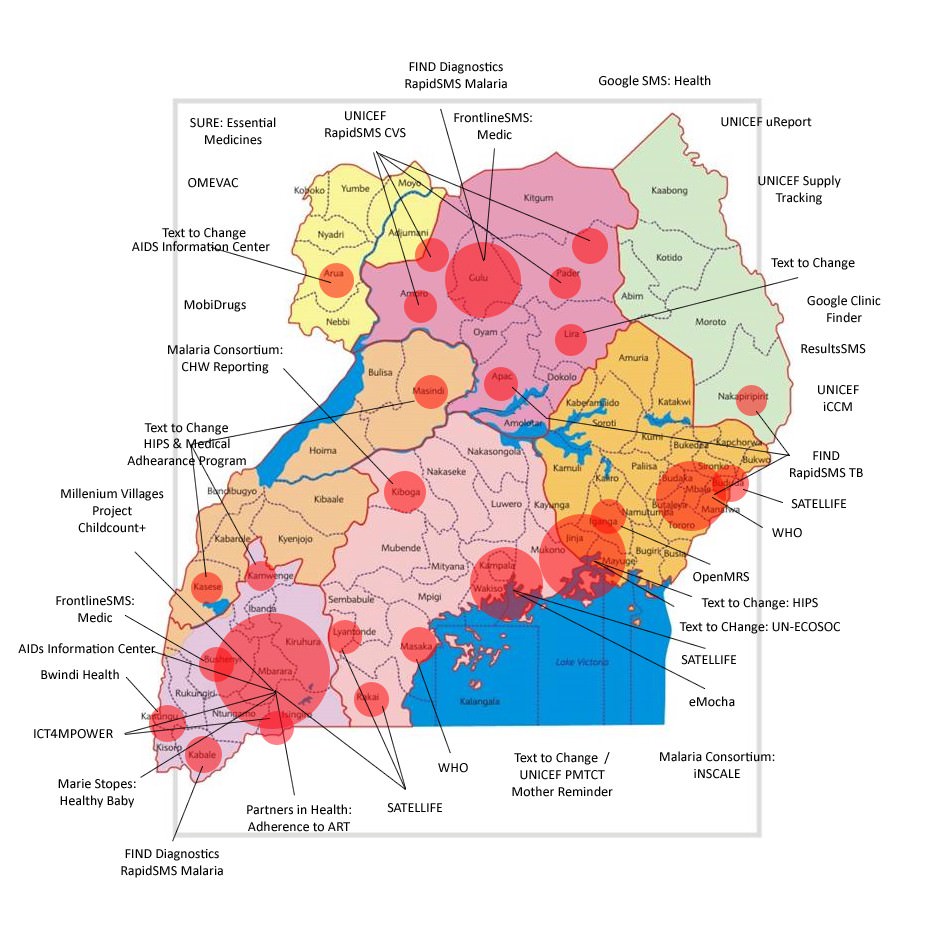 FIND Diagnostics
RapidSMS Malaria
Google SMS: Health
SURE: Essential
Medicines
UNICEF
RapidSMS CVS
FrontlineSMS:
Medic
UNICEF uReport
OMEVAC
UNICEF Supply
Tracking
Koboko
Yumbe
Moyo
Kitgum
Kaabong
Text to Change
AIDS Information Center
Nyadri
Adjumani
Kotido
Text to Change
Arua
Gulu
Pader
Abim
MobiDrugs
Amoro
Google Clinic
Finder
Nebbi
Oyam
Lira
Moroto
ResultsSMS
Malaria Consortium:
CHW Reporting
Bulisa
Amuria
Masindi
Apac
Dokolo
Kaberamaido
Katakwi
Nakapiripirit
UNICEF
iCCM
Text to Change
HIPS & Medical
Adhearance Program
Amolotar
Soroti
Kumi
Bukedea
Kapchorwa
Hoima
Nakasongola
Bukwo
FIND
RapidSMS TB
Kamuli
Paliisa
Sironko
Nakaseke
Kaliro
Budaka
Bududa
Millenium Villages
Project
Childcount+
Bundibugyo
Kibaale
Kiboga
Luwero
Kayunga
Mbale
SATELLIFE
Butaleja
Manafwa
Namutumba
Iganga
Tororo
WHO
Kabarole
Kyenjojo
Mubende
Mukono
Jinja
Bugiri
Busia
Mayuge
Mityana
Kampala
Kasese
Kamwenge
Wakiso
OpenMRS
FrontlineSMS:
Medic
Ibanda
Sembabule
Mpigi
Text to Change: HIPS
Text to CHange: UN-ECOSOC
AIDs Information Center
Kiruhura
Lyantonde
Masaka
SATELLIFE
Bushenyi
Mbarara
Lake Victoria
Bwindi Health
Rukungiri
Rakai
Kalangala
eMocha
Kanungu
Ntungamo
Isingiro
ICT4MPOWER
Kisoro
Kabale
WHO
Text to Change /
UNICEF PMTCT
Mother Reminder
Malaria Consortium:
iNSCALE
Marie Stopes:
Healthy Baby
Partners in Health:
Adherence to ART
SATELLIFE
FIND Diagnostics
RapidSMS Malaria